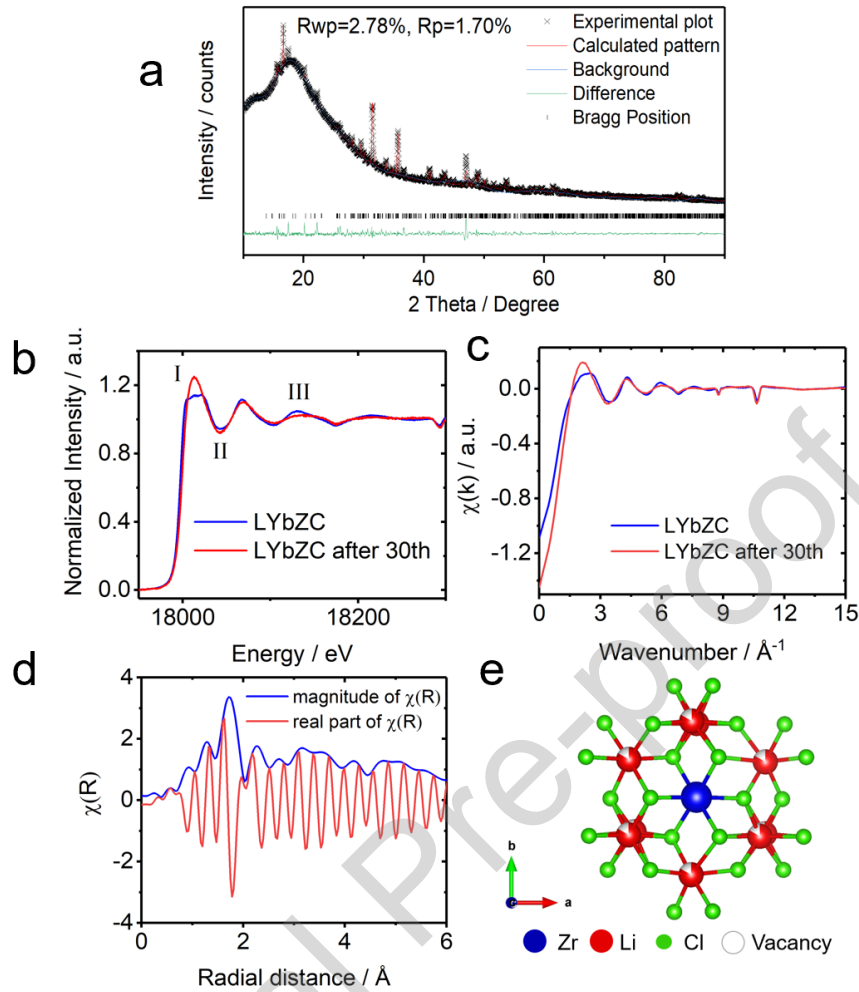 a
Rwp=2.78%, Rp=1.70%
Experimental plot
Calculated pattern
Background
Difference
Bragg Position
Intensity / counts
20 40 60 80
2 Theta / Degree
b
Normalized Intensity / a.u.
1.2
0.8
0.4
0.0
I
II
III
LYbZC
LYbZC after 30th
18000 18200
Energy / eV
c
χ(k) / a.u.
0.0
-0.4
-0.8
-1.2
LYbZC
LYbZC after 30th
0 3 6 9 12 15
Wavenumber / Å-1
d
χ(R)
4
2
0
-2
-4
magnitude of χ(R)
real part of χ(R)
0 1 2 3 4 5 6
Radial distance / Å
e
b
a
Zr Li Cl Vacancy
al Pre-proof